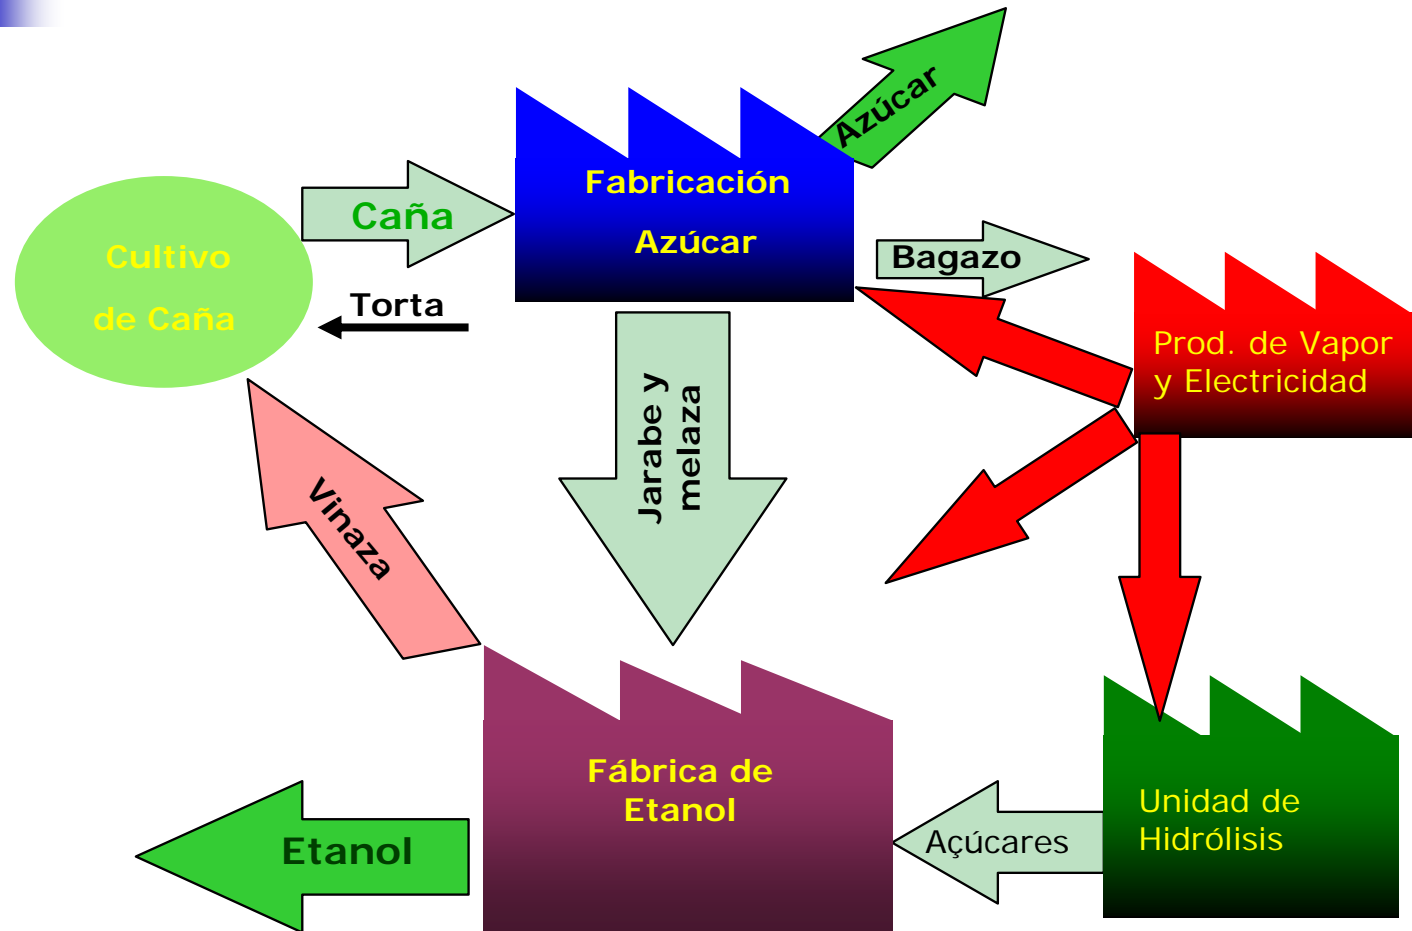 Azúcar
Fabricación
Azúcar
Caña
Cultivo
de Caña
Torta
Bagazo
Prod. de Vapor
y Electricidad
Jarabe y
melaza
Vinaza
Fábrica de
Etanol
Etanol
Açúcares
Unidad de
Hidrólisis